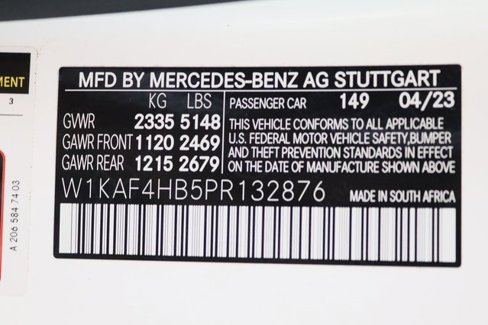 MENT
3
A 206 584 74 03
MFD BY MERCEDES-BENZ AG STUTTGART
KG LBS
GVWR 2335 5148
GAWR FRONT 1120 2469
GAWR REAR 1215 2679
PASSENGER CAR 149 04/23
THIS VEHICLE CONFORMS TO ALL APPLICABLE
U.S. FEDERAL MOTOR VEHICLE SAFETY,BUMPER
AND THEFT PREVENTION STANDARDS IN EFFECT
ON THE DATE OF MANUFACTURE SHOWN ABOVE
W1KAF4HB5PR132876
MADE IN SOUTH AFRICA